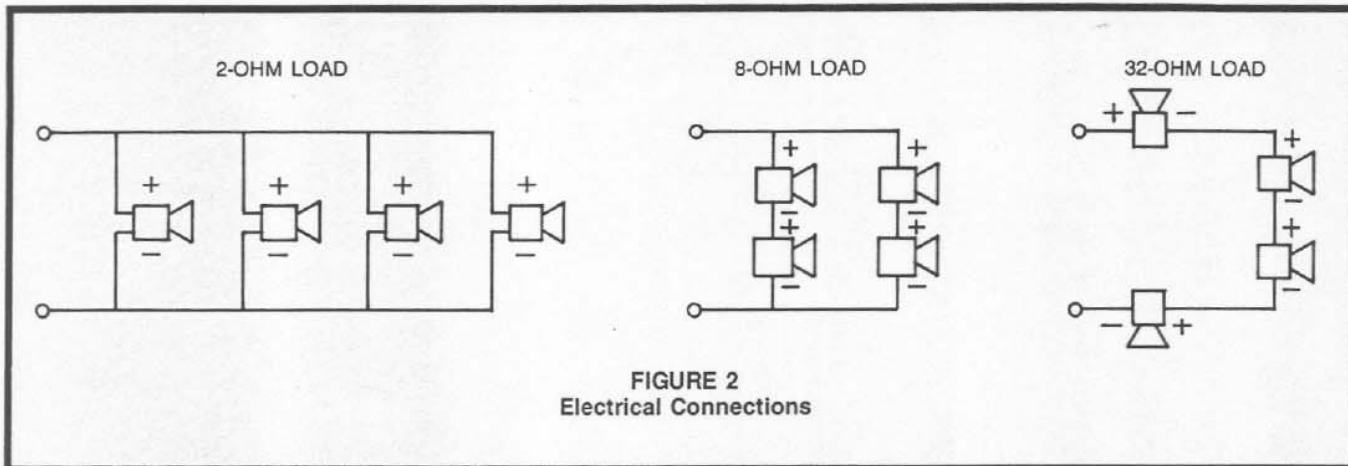 2-OHM LOAD
8-OHM LOAD
32-OHM LOAD
+ + + +
− − − −
+ +
− −
+ +
− −
+ −
+
−
+
−
− +
FIGURE 2
Electrical Connections